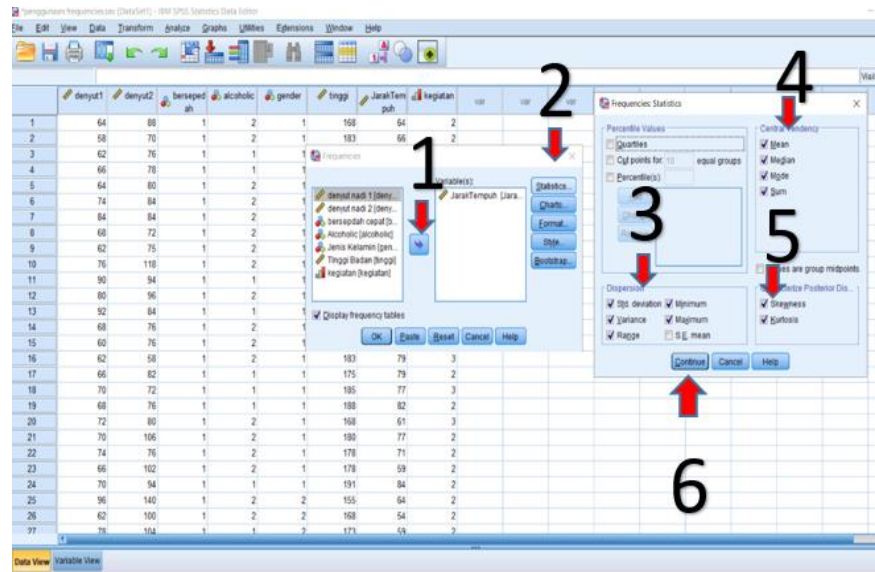 *penggunaan frequencies.sav [DataSet1] - IBM SPSS Statistics Data Editor
File Edit View Data Transform Analyze Graphs Utilities Extensions Window Help
denyut1 denyut2 bersepedah alcoholic gender tinggi JarakTempuh kegiatan var var var
1 64 88 1 2 1 168 64 2
2 58 70 1 2 1 183 66 2
3 62 76 1 1
4 66 78 1 1
5 64 80 1 2
6 74 84 1 2
7 84 84 1 2
8 68 72 1 2
9 62 75 1 2
10 76 118 1 2
11 90 94 1 1
12 80 96 1 2
13 92 84 1 1
14 68 76 1 2
15 60 76 1 2
16 62 58 1 2 1 183 79 3
17 66 82 1 1 1 175 79 2
18 70 72 1 1 1 185 77 3
19 68 76 1 1 1 188 82 2
20 72 80 1 2 1 168 61 3
21 70 106 1 2 1 180 77 2
22 74 76 1 2 1 178 71 2
23 66 102 1 2 1 178 59 2
24 70 94 1 1 1 191 84 2
25 96 140 1 2 2 155 64 2
26 62 100 1 2 2 168 54 2
27 78 104 1 1 2 173 59 2
Data View Variable View
Frequencies
denyut nadi 1 [deny...
denyut nadi 2 [deny...
bersepdah cepat [b...
Alcoholic [alcoholic]
Jenis Kelamin [gen...
Tinggi Badan [tinggi]
kegiatan [kegiatan]
1
Variable(s):
JarakTempuh [Jara...
2
Statistics...
Charts...
Format...
Style...
Bootstrap...
Display frequency tables
OK Paste Reset Cancel Help
Frequencies: Statistics
Percentile Values
Quartiles
Cut points for: 10 equal groups
Percentile(s):
4
Central Tendency
Mean
Median
Mode
Sum
3
5
Values are group midpoints
Dispersion
Std. deviation Minimum
Variance Maximum
Range S.E. mean
Characterize Posterior Dis...
Skewness
Kurtosis
Continue Cancel Help
6